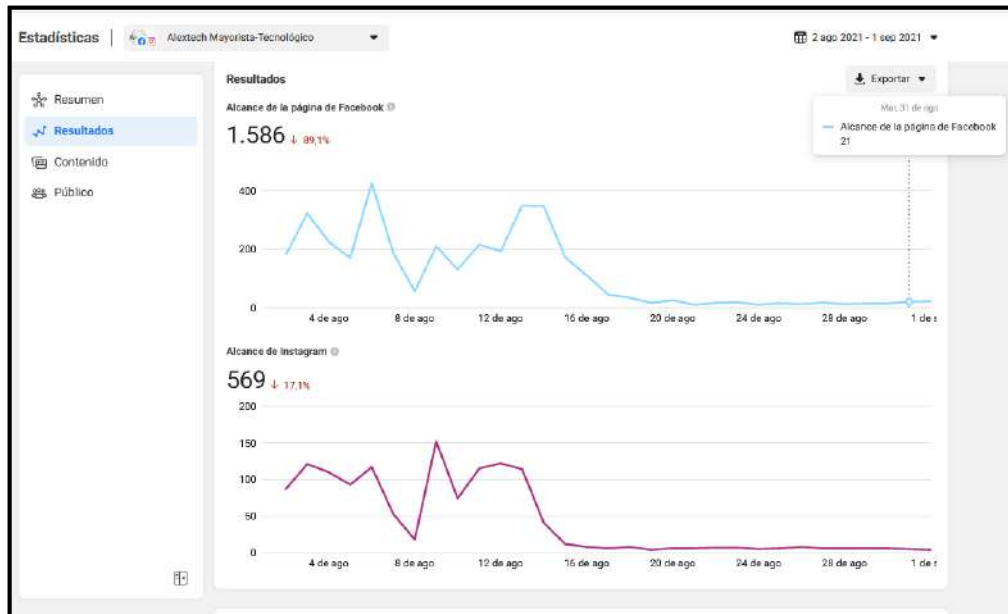 Estadísticas
Alextech Mayorista-Tecnológico
2 ago 2021 - 1 sep 2021
Resumen
Resultados
Contenido
Público
Resultados
Exportar
Alcance de la página de Facebook
1.586 ↓ 89,1%
Mar, 31 de ago
Alcance de la página de Facebook
21
400
200
0
4 de ago 8 de ago 12 de ago 16 de ago 20 de ago 24 de ago 28 de ago 1 de s
Alcance de Instagram
569 ↓ 17,1%
200
150
100
50
0
4 de ago 8 de ago 12 de ago 16 de ago 20 de ago 24 de ago 28 de ago 1 de s